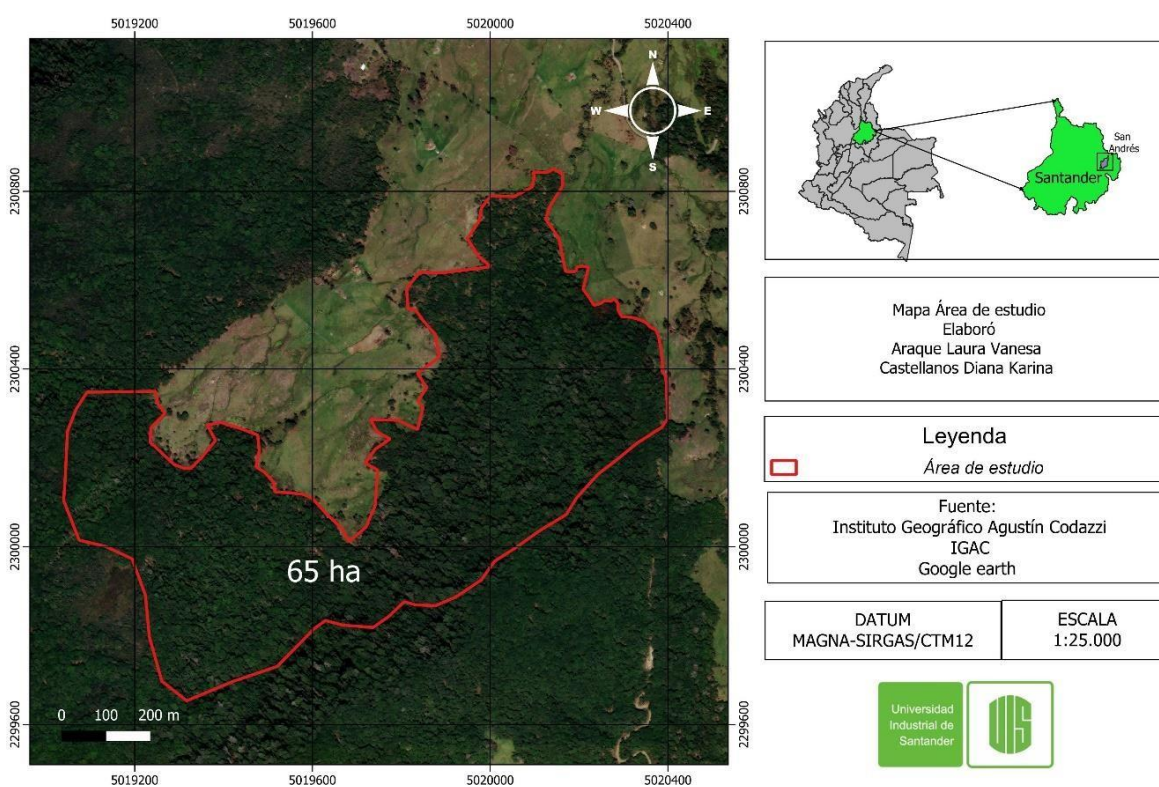 5019200 5019600 5020000 5020400
N
W E
S
2300800 2300800
2300400 2300400
2300000 2300000
2299600 2299600
65 ha
0 100 200 m
5019200 5019600 5020000 5020400
San
Andrés
Santander
Mapa Área de estudio
Elaboró
Araque Laura Vanesa
Castellanos Diana Karina
Leyenda
Área de estudio
Fuente:
Instituto Geográfico Agustín Codazzi
IGAC
Google earth
DATUM
MAGNA-SIRGAS/CTM12
ESCALA
1:25.000
Universidad
Industrial de
Santander
UIS